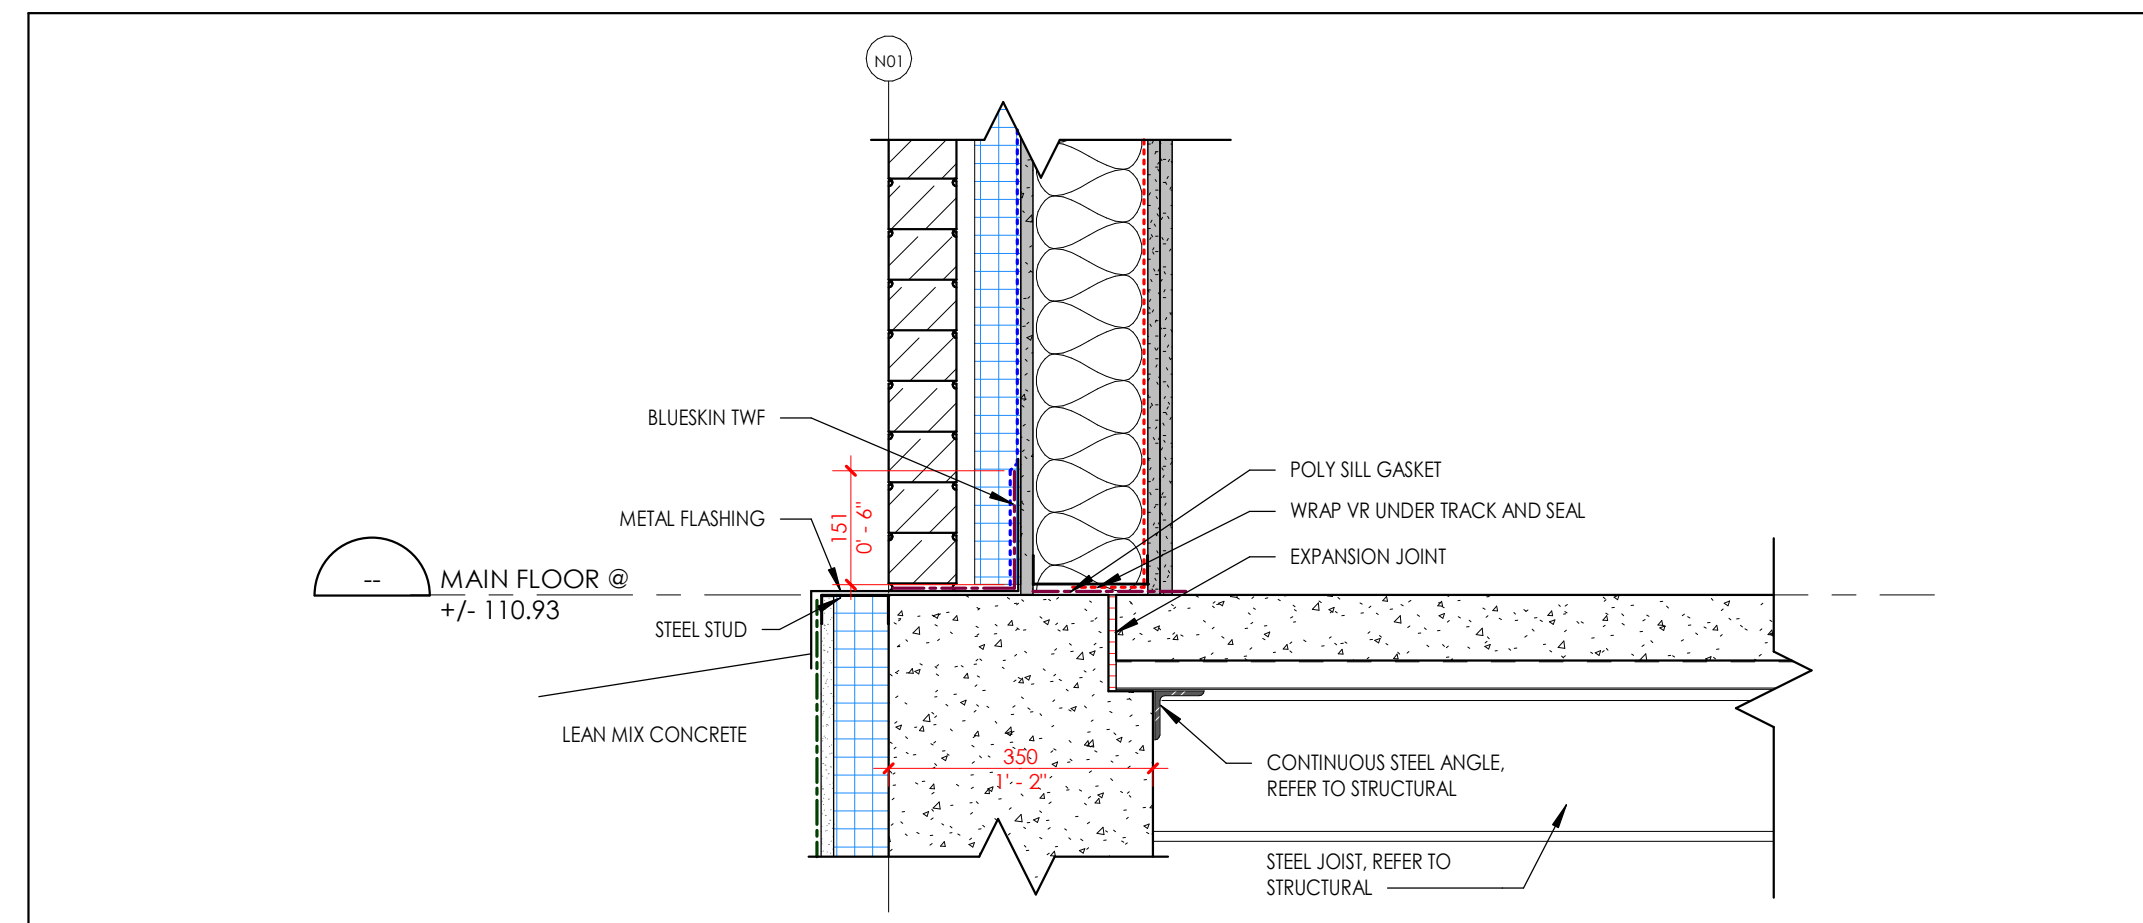 N01
BLUESKIN TWF
151
0' - 6"
METAL FLASHING
--
MAIN FLOOR @
+/- 110.93
STEEL STUD
LEAN MIX CONCRETE
POLY SILL GASKET
WRAP VR UNDER TRACK AND SEAL
EXPANSION JOINT
350
1' - 2"
CONTINUOUS STEEL ANGLE,
REFER TO STRUCTURAL
STEEL JOIST, REFER TO
STRUCTURAL